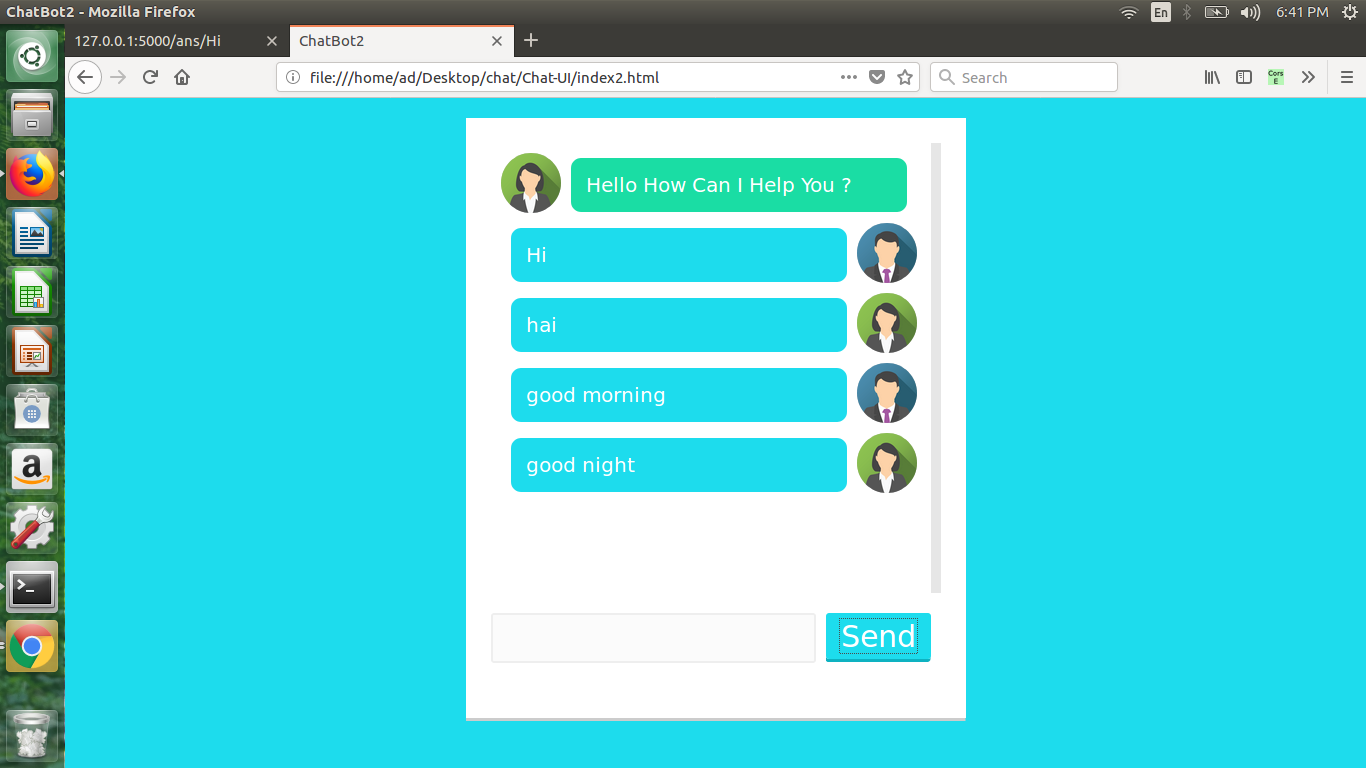 ChatBot2 - Mozilla Firefox
En
6:41 PM
127.0.0.1:5000/ans/Hi
ChatBot2
file:///home/ad/Desktop/chat/Chat-UI/index2.html
Search
Cors
E
Hello How Can I Help You ?
Hi
hai
good morning
good night
Send